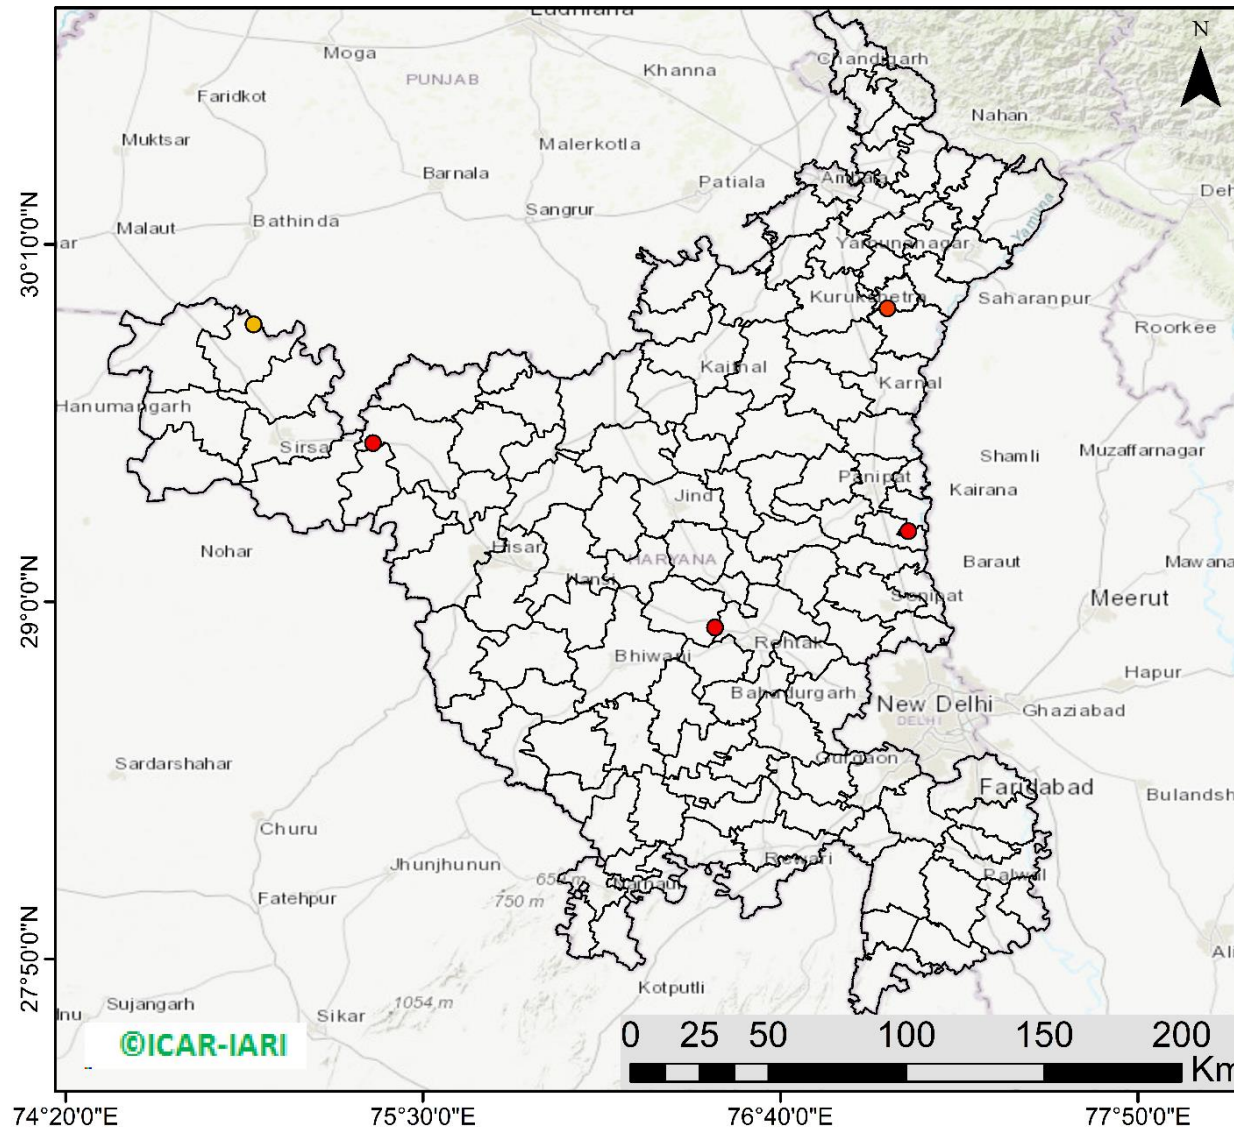 Ludhiana
N
Moga
Chandigarh
Khanna
PUNJAB
Faridkot
Nahan
Muktsar
Malerkotla
Barnala
Patiala
Ambala
Sangrur
Bathinda
Malaut
Yamuna
Yamunanagar
30°10'0"N
Kurukshetra
Saharanpur
Roorkee
Kaithal
Karnal
Hanumangarh
Sirsa
Shamli
Muzaffarnagar
Panipat
Kairana
Jind
Nohar
Hisar
HARYANA
Baraut
Mawana
Hansi
Sonipat
Meerut
29°0'0"N
Rohtak
Bhiwani
Hapur
Bahadurgarh
New Delhi
Ghaziabad
DELHI
Gurgaon
Sardarshahar
Faridabad
Bulandsh
Churu
Rewari
Jhunjhunun
Palwal
650 m
Narnaul
750 m
Fatehpur
27°50'0"N
Kotputli
Sujangarh
1054 m
Sikar
©ICAR-IARI
0 25 50 100 150 200
Km
74°20'0"E 75°30'0"E 76°40'0"E 77°50'0"E